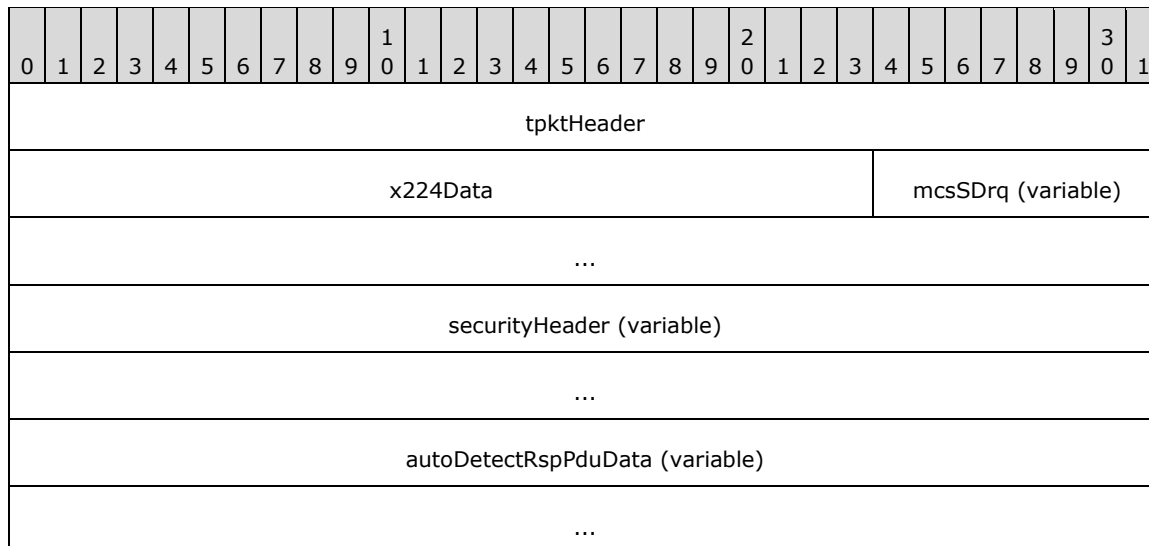 1 2 3
0 1 2 3 4 5 6 7 8 9 0 1 2 3 4 5 6 7 8 9 0 1 2 3 4 5 6 7 8 9 0 1
tpktHeader
x224Data mcsSDrq (variable)
...
securityHeader (variable)
...
autoDetectRspPduData (variable)
...